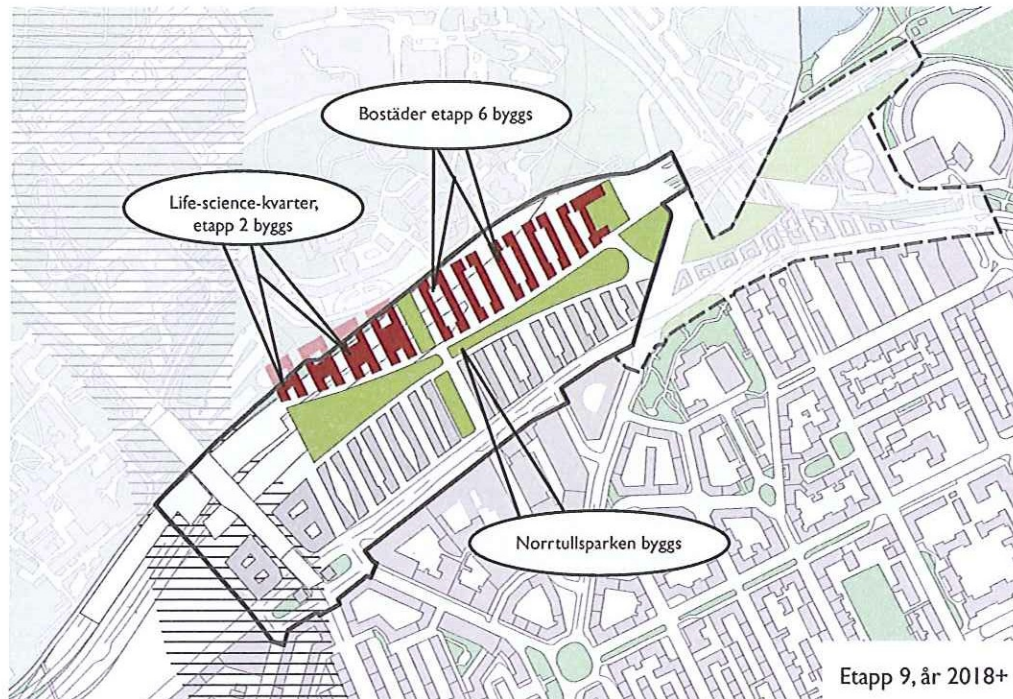 Bostäder etapp 6 byggs
Life-science-kvarter,
etapp 2 byggs
Norrtullsparken byggs
Etapp 9, år 2018+